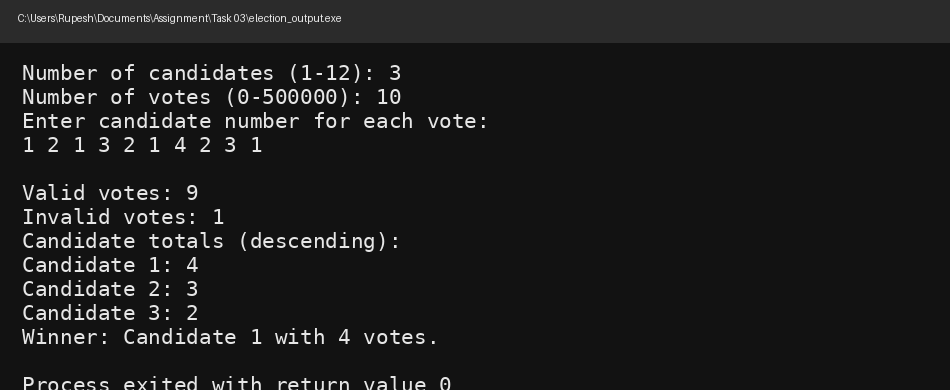 C:\Users\Rupesh\Documents\Assignment\Task 03\election_output.exe
Number of candidates (1-12): 3
Number of votes (0-500000): 10
Enter candidate number for each vote:
1 2 1 3 2 1 4 2 3 1
Valid votes: 9
Invalid votes: 1
Candidate totals (descending):
Candidate 1: 4
Candidate 2: 3
Candidate 3: 2
Winner: Candidate 1 with 4 votes.
Process exited with return value 0